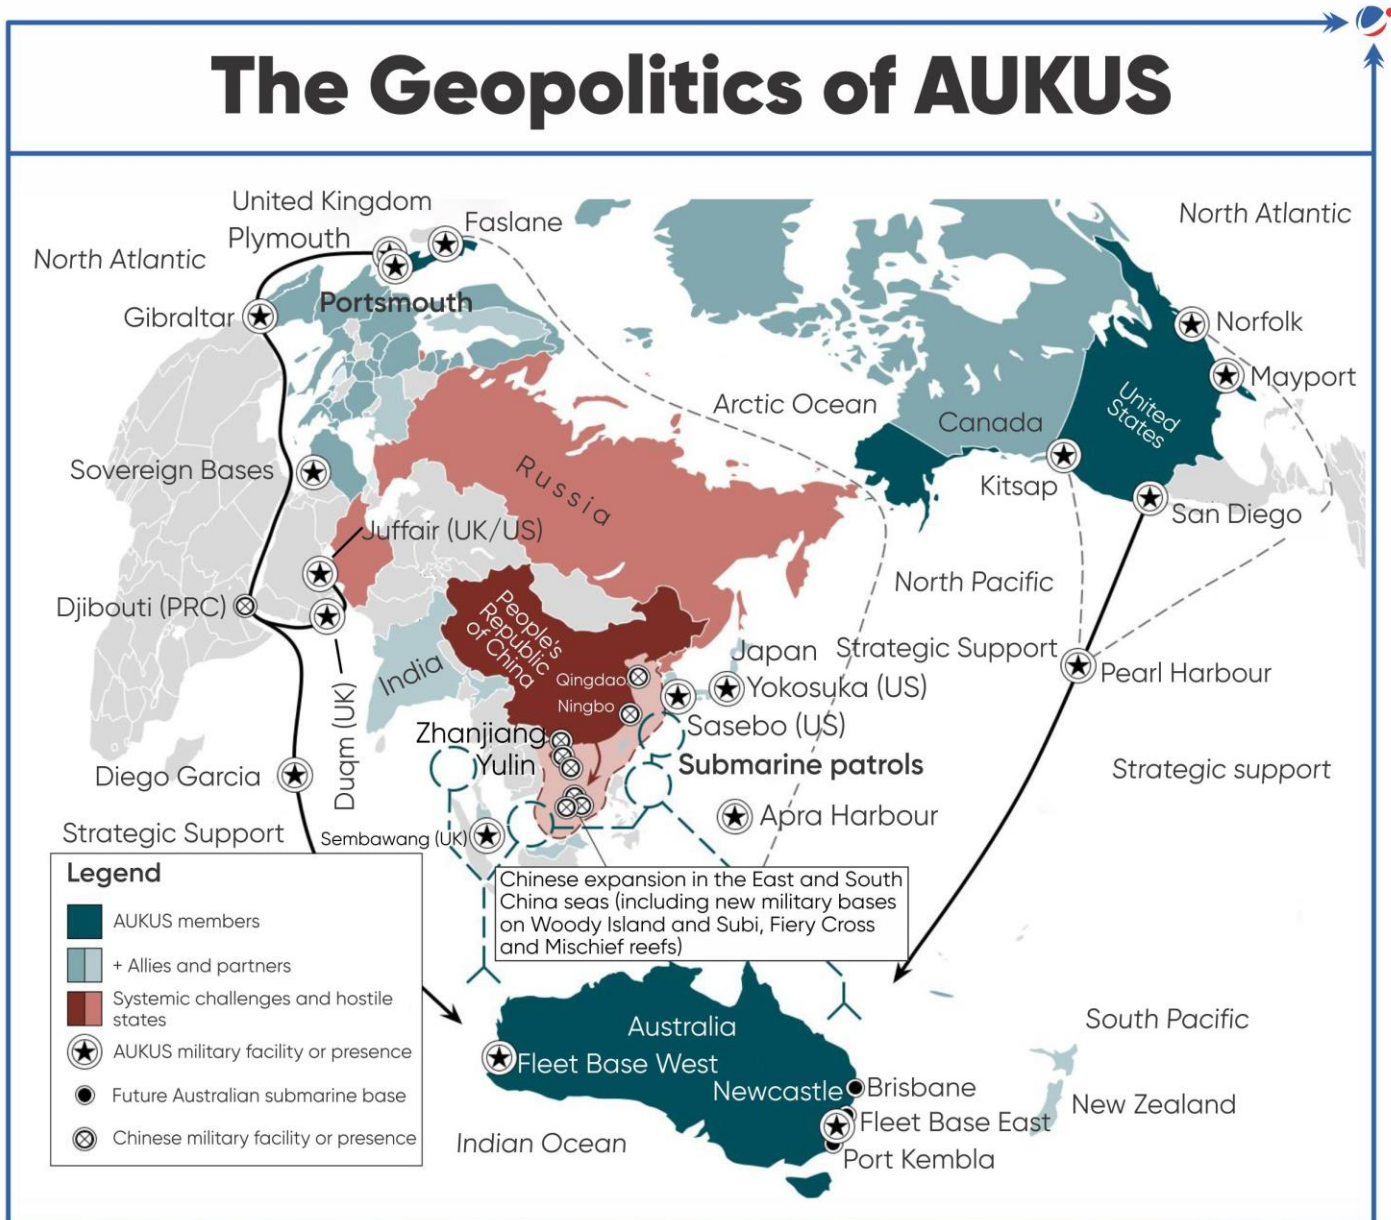 The Geopolitics of AUKUS
United Kingdom
Plymouth
Faslane
North Atlantic
North Atlantic
Portsmouth
Gibraltar
Norfolk
Mayport
Arctic Ocean
United
States
Canada
Kitsap
Sovereign Bases
Russia
San Diego
Juffair (UK/US)
North Pacific
Djibouti (PRC)
People's
Republic
of China
India
Japan
Strategic Support
Pearl Harbour
Qingdao
Yokosuka (US)
Ningbo
Sasebo (US)
Zhanjiang
Yulin
Submarine patrols
Strategic support
Diego Garcia
Duqm (UK)
Apra Harbour
Strategic Support
Sembawang (UK)
Legend
AUKUS members
+ Allies and partners
Systemic challenges and hostile
states
AUKUS military facility or presence
Future Australian submarine base
Chinese military facility or presence
Chinese expansion in the East and South
China seas (including new military bases
on Woody Island and Subi, Fiery Cross
and Mischief reefs)
Australia
South Pacific
Fleet Base West
Newcastle
Brisbane
Fleet Base East
New Zealand
Indian Ocean
Port Kembla